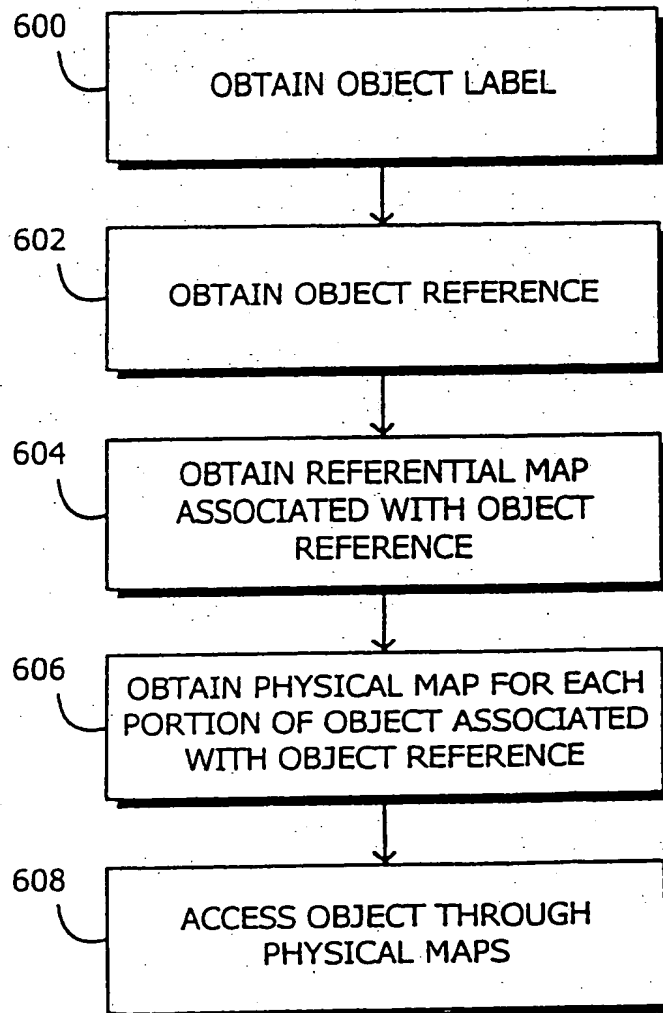 600
OBTAIN OBJECT LABEL
602
OBTAIN OBJECT REFERENCE
604
OBTAIN REFERENTIAL MAP
ASSOCIATED WITH OBJECT
REFERENCE
606
OBTAIN PHYSICAL MAP FOR EACH
PORTION OF OBJECT ASSOCIATED
WITH OBJECT REFERENCE
608
ACCESS OBJECT THROUGH
PHYSICAL MAPS